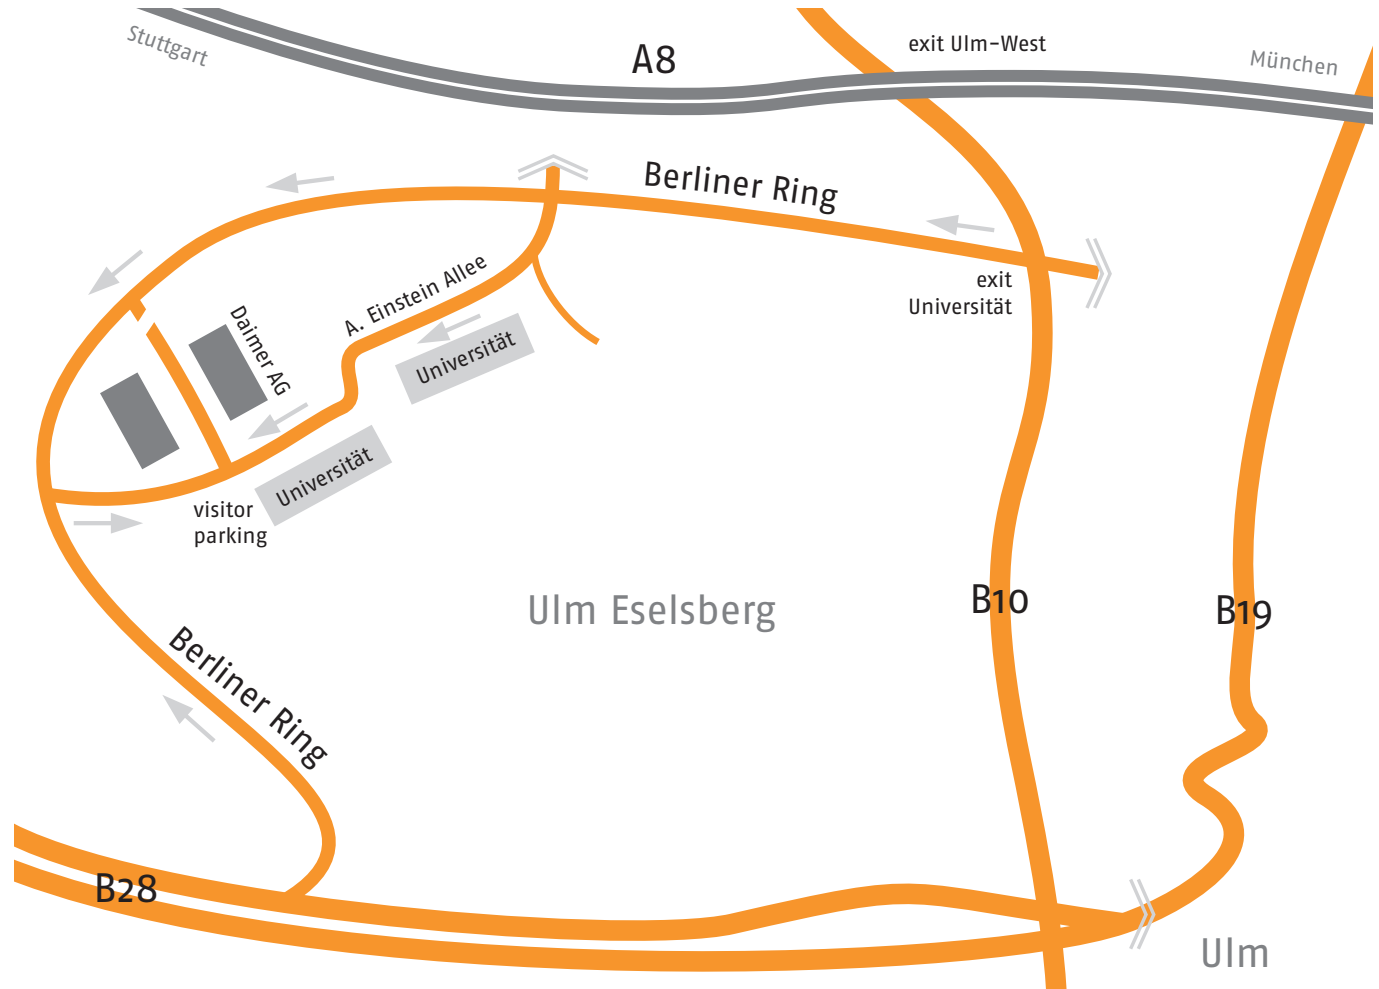 Stuttgart
A8
exit Ulm-West
München
Berliner Ring
exit
Universität
A. Einstein Allee
Daimer AG
Universität
Universität
visitor
parking
Ulm Eselsberg
B10
B19
Berliner Ring
B28
Ulm